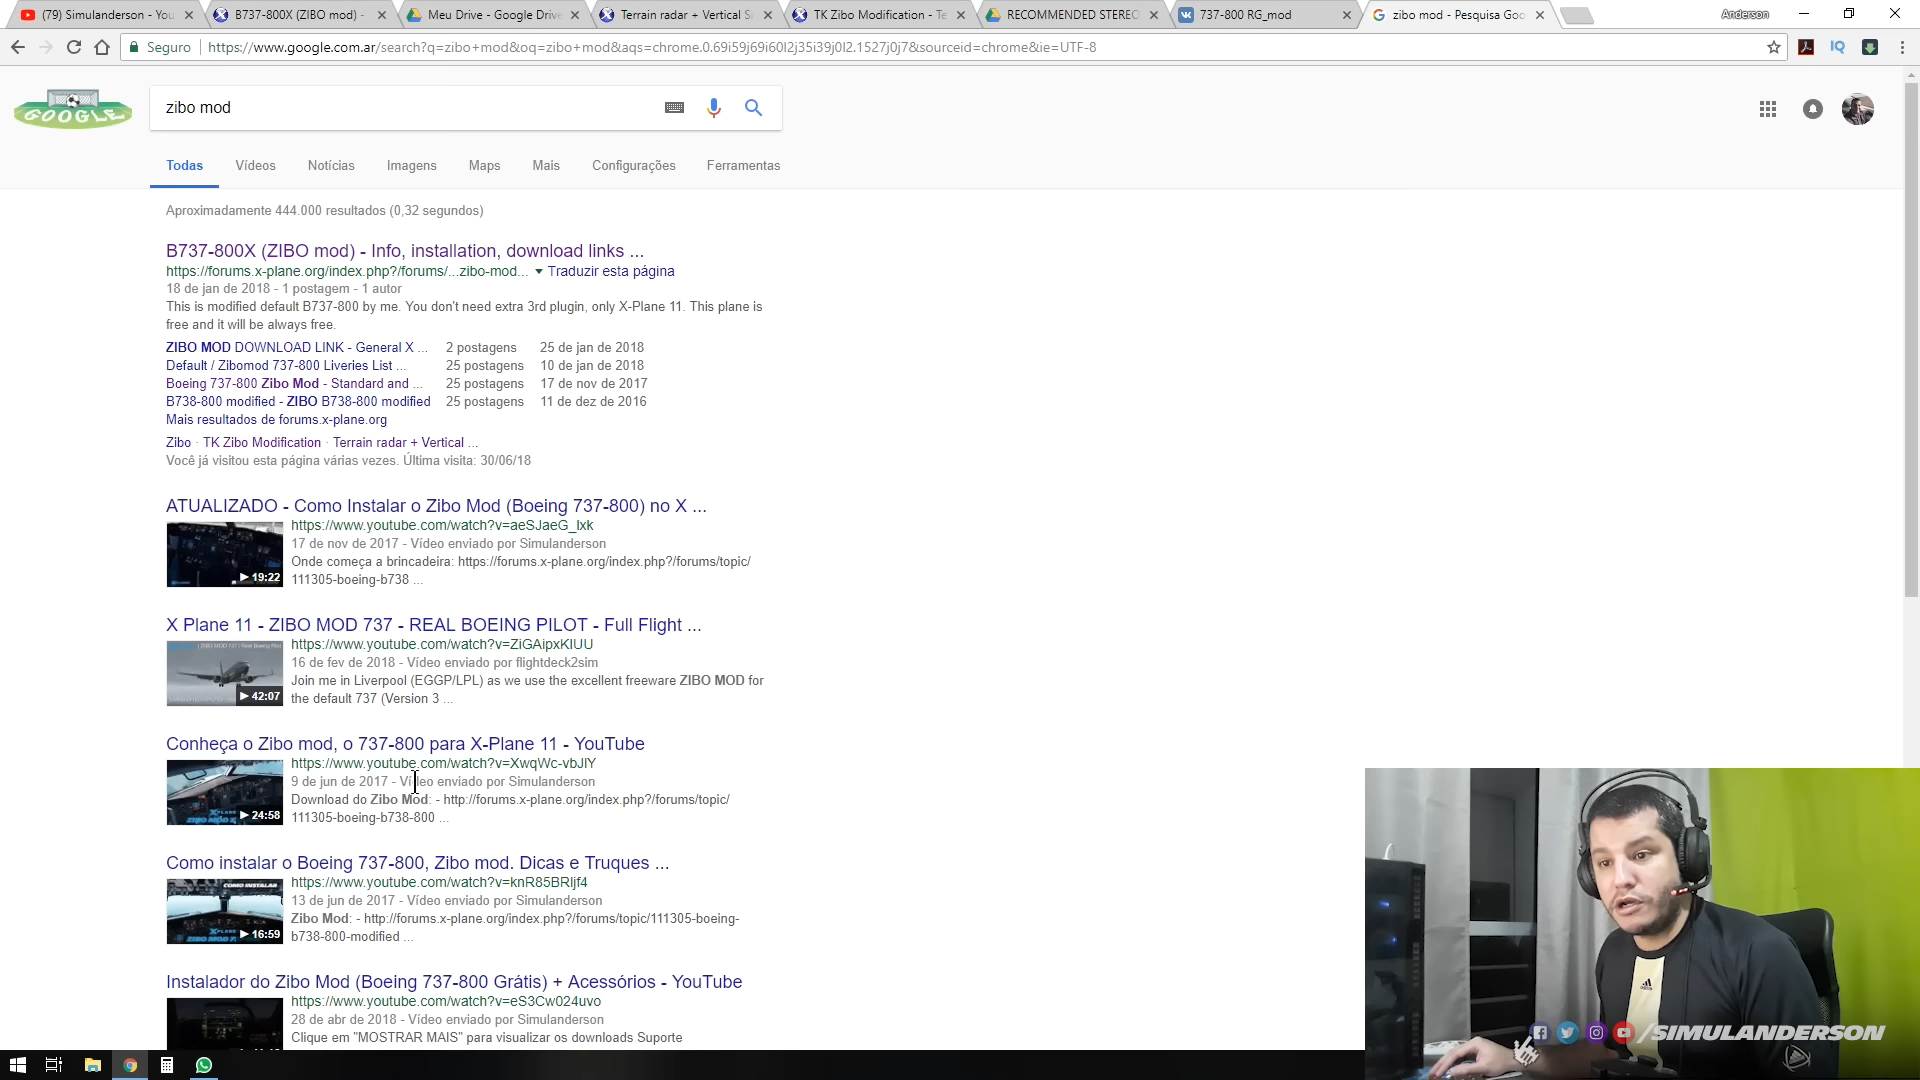 (79) Simulanderson - You
B737-800X (ZIBO mod) -
Meu Drive - Google Drive
Terrain radar + Vertical S
TK Zibo Modification - Te
RECOMMENDED STEREO
737-800 RG_mod
zibo mod - Pesquisa Goo
Anderson
Seguro
https://www.google.com.ar/search?q=zibo+mod&oq=zibo+mod&aqs=chrome.0.69i59j69i60l2j35i39j0l2.1527j0j7&sourceid=chrome&ie=UTF-8
IQ
GOOGLE
zibo mod
Todas
Vídeos
Notícias
Imagens
Maps
Mais
Configurações
Ferramentas
Aproximadamente 444.000 resultados (0,32 segundos)
B737-800X (ZIBO mod) - Info, installation, download links ...
https://forums.x-plane.org/index.php?/forums/...zibo-mod... ▾ Traduzir esta página
18 de jan de 2018 - 1 postagem - 1 autor
This is modified default B737-800 by me. You don't need extra 3rd plugin, only X-Plane 11. This plane is
free and it will be always free.
ZIBO MOD DOWNLOAD LINK - General X ... 2 postagens 25 de jan de 2018
Default / Zibomod 737-800 Liveries List ... 25 postagens 10 de jan de 2018
Boeing 737-800 Zibo Mod - Standard and ... 25 postagens 17 de nov de 2017
B738-800 modified - ZIBO B738-800 modified 25 postagens 11 de dez de 2016
Mais resultados de forums.x-plane.org
Zibo · TK Zibo Modification · Terrain radar + Vertical ...
Você já visitou esta página várias vezes. Última visita: 30/06/18
ATUALIZADO - Como Instalar o Zibo Mod (Boeing 737-800) no X ...
https://www.youtube.com/watch?v=aeSJaeG_Ixk
17 de nov de 2017 - Vídeo enviado por Simulanderson
Onde começa a brincadeira: https://forums.x-plane.org/index.php?/forums/topic/
19:22
111305-boeing-b738 ...
X Plane 11 - ZIBO MOD 737 - REAL BOEING PILOT - Full Flight ...
https://www.youtube.com/watch?v=ZiGAipxKIUU
16 de fev de 2018 - Vídeo enviado por flightdeck2sim
Join me in Liverpool (EGGP/LPL) as we use the excellent freeware ZIBO MOD for
42:07
the default 737 (Version 3 ...
Conheça o Zibo mod, o 737-800 para X-Plane 11 - YouTube
https://www.youtube.com/watch?v=XwqWc-vbJlY
9 de jun de 2017 - Vídeo enviado por Simulanderson
Download do Zibo Mod: - http://forums.x-plane.org/index.php?/forums/topic/
24:58
111305-boeing-b738-800 ...
Como instalar o Boeing 737-800, Zibo mod. Dicas e Truques ...
https://www.youtube.com/watch?v=knR85BRljf4
COMO INSTALAR
13 de jun de 2017 - Vídeo enviado por Simulanderson
Zibo Mod: - http://forums.x-plane.org/index.php?/forums/topic/111305-boeing-
16:59
b738-800-modified ...
Instalador do Zibo Mod (Boeing 737-800 Grátis) + Acessórios - YouTube
https://www.youtube.com/watch?v=eS3Cw024uvo
28 de abr de 2018 - Vídeo enviado por Simulanderson
Clique em "MOSTRAR MAIS" para visualizar os downloads Suporte
/SIMULANDERSON